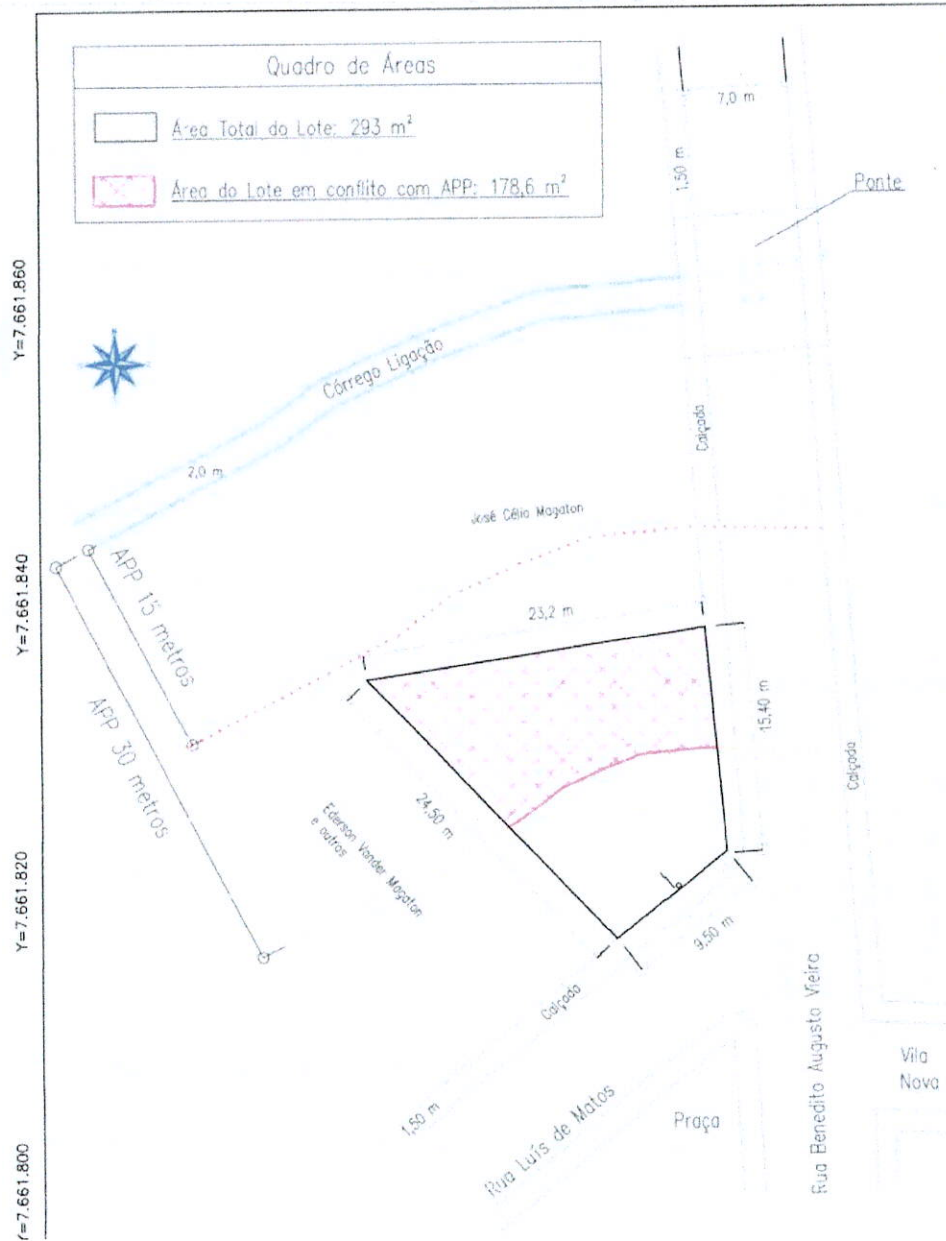 Quadro de Áreas
Área Total do Lote: 293 m²
Área do Lote em conflito com APP: 178,6 m²
7,0 m
1,50 m
Ponte
Y=7.661.860
Córrego Ligação
2,0 m
Calçada
José Célio Magaton
Y=7.661.840
APP 15 metros
APP 30 metros
23,2 m
15,40 m
Calçada
24,50 m
Ederson Vander Magaton
e outros
Y=7.661.820
9,50 m
Calçada
Rua Benedito Augusto Vieira
Vila
Nova
1,50 m
Rua Luís de Matos
Praça
Y=7.661.800